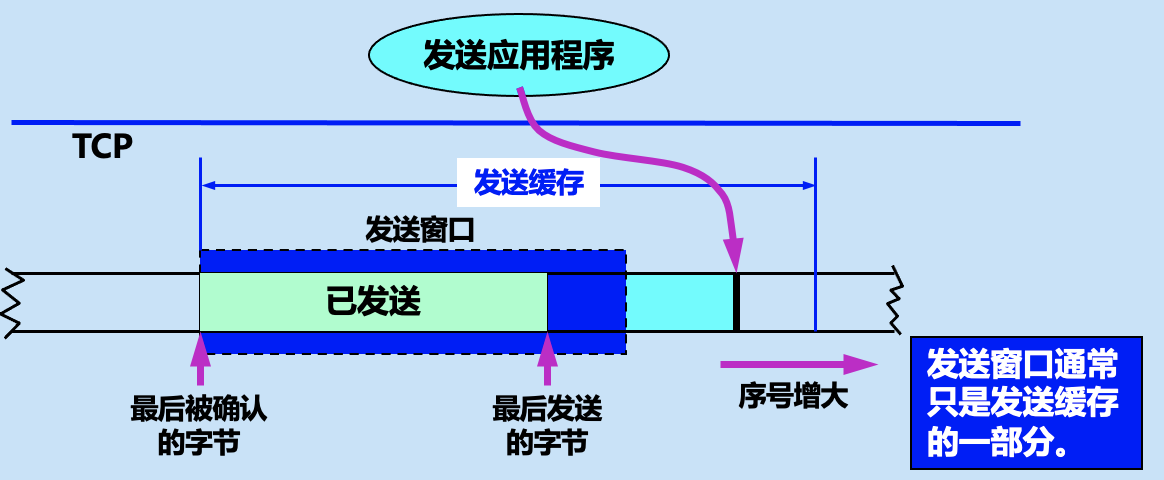 发送应用程序
TCP
发送缓存
发送窗口
已发送
最后被确认
的字节
最后发送
的字节
序号增大
发送窗口通常
只是发送缓存
的一部分。